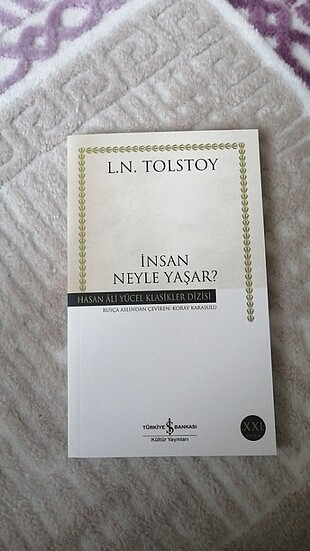 L.N. TOLSTOY
İNSAN
NEYLE YAŞAR?
HASAN ÂLİ YÜCEL KLASİKLER DİZİSİ
RUSÇA ASLINDAN ÇEVİREN: KORAY KARASULU
TÜRKİYE İŞ BANKASI
Kültür Yayınları
XXI